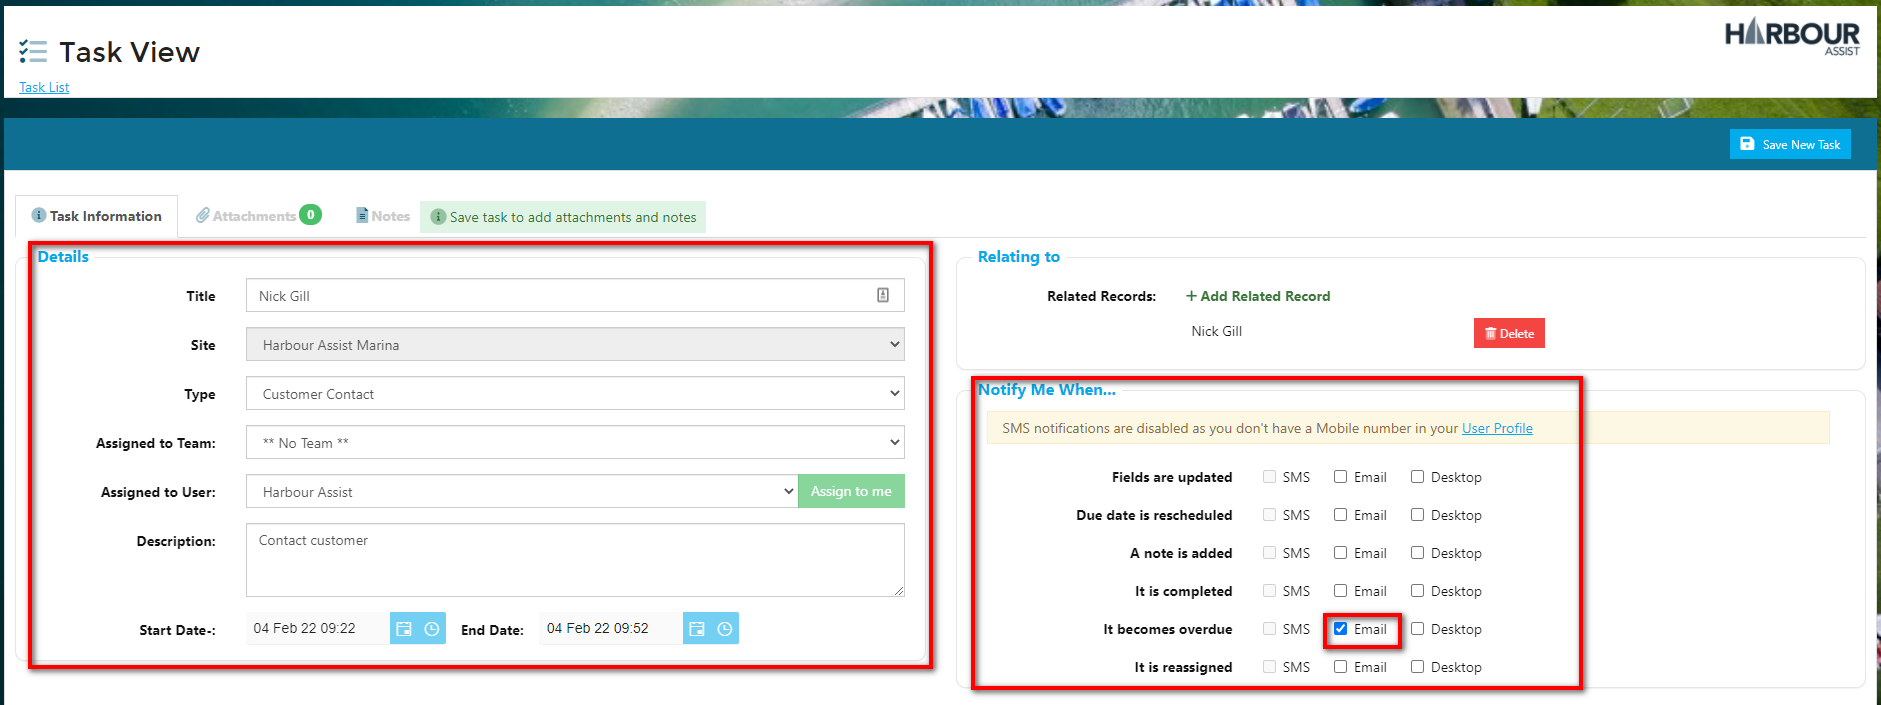 Task View
HARBOUR
ASSIST
Task List
Save New Task
Task Information
Attachments 0
Notes
Save task to add attachments and notes
Details
Title Nick Gill
Site Harbour Assist Marina
Type Customer Contact
Assigned to Team: ** No Team **
Assigned to User: Harbour Assist Assign to me
Description: Contact customer
Start Date-: 04 Feb 22 09:22 End Date: 04 Feb 22 09:52
Relating to
Related Records: + Add Related Record
Nick Gill Delete
Notify Me When...
SMS notifications are disabled as you don't have a Mobile number in your User Profile
Fields are updated SMS Email Desktop
Due date is rescheduled SMS Email Desktop
A note is added SMS Email Desktop
It is completed SMS Email Desktop
It becomes overdue SMS Email Desktop
It is reassigned SMS Email Desktop